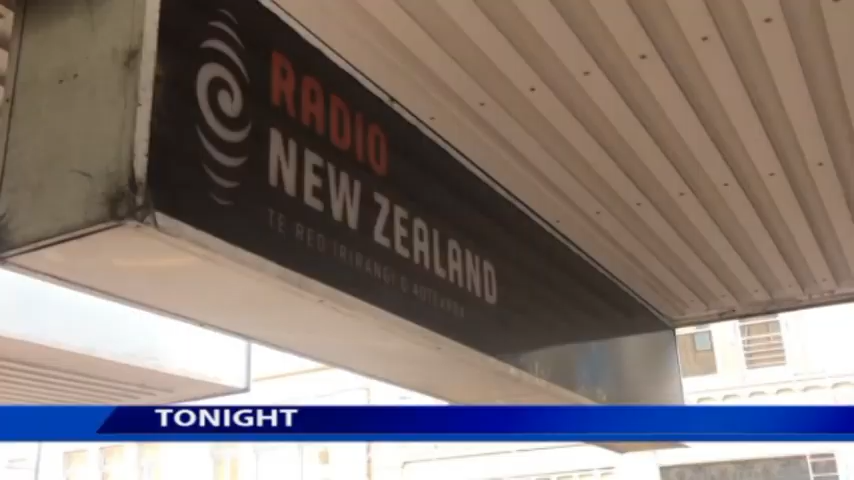 RADIO
NEW ZEALAND
TE REO IRIRANGI O AOTEAROA
TONIGHT